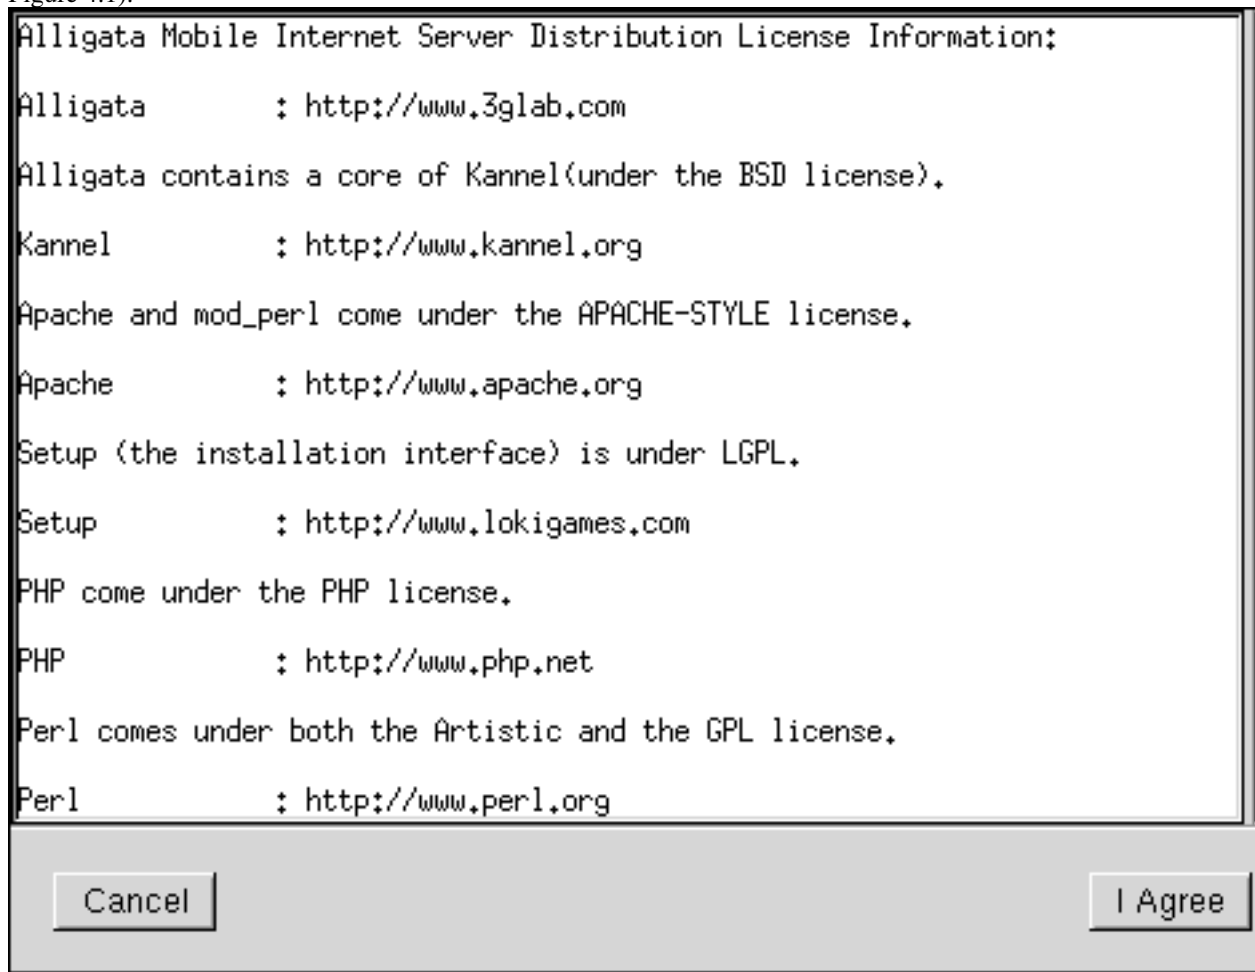 Figure 4.1).
Alligata Mobile Internet Server Distribution License Information:
Alligata : http://www.3glab.com
Alligata contains a core of Kannel(under the BSD license).
Kannel : http://www.kannel.org
Apache and mod_perl come under the APACHE-STYLE license.
Apache : http://www.apache.org
Setup (the installation interface) is under LGPL.
Setup : http://www.lokigames.com
PHP come under the PHP license.
PHP : http://www.php.net
Perl comes under both the Artistic and the GPL license.
Perl : http://www.perl.org
Cancel I Agree